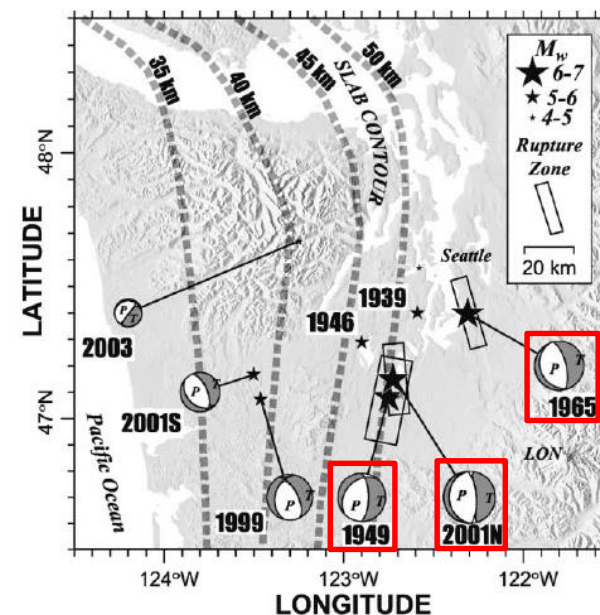 35 km
40 km
45 km
50 km
SLAB CONTOUR
Mw
6-7
5-6
4-5
Rupture
Zone
20 km
48°N
LATITUDE
Seattle
1939
1946
2003
1965
P
T
P
T
47°N
2001S
P
T
LON
Pacific Ocean
1999
P
T
1949
P
T
2001N
P
T
P
T
124°W
123°W
122°W
LONGITUDE